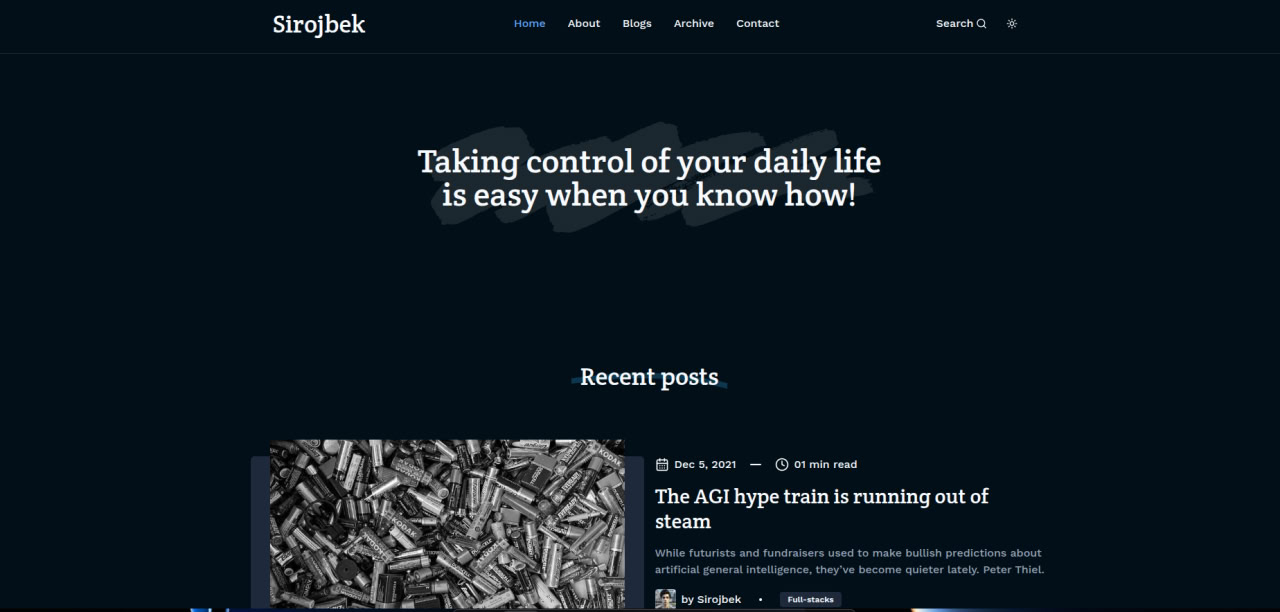 Sirojbek
Home About Blogs Archive Contact
Search
Taking control of your daily life
is easy when you know how!
Recent posts
Dec 5, 2021 — 01 min read
The AGI hype train is running out of
steam
While futurists and fundraisers used to make bullish predictions about
artificial general intelligence, they’ve become quieter lately. Peter Thiel.
by Sirojbek • Full-stacks
KODAK
KODAK